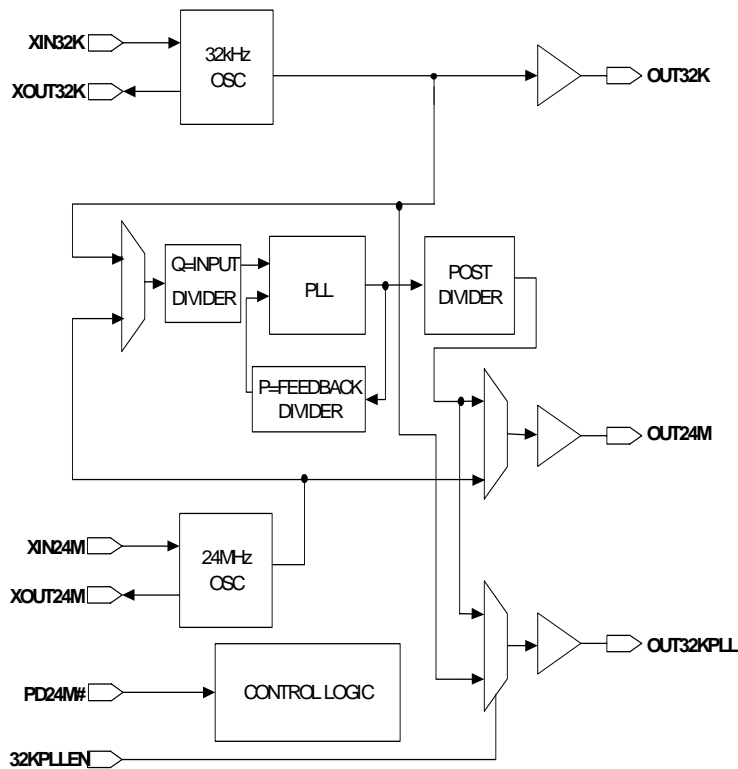 XIN32K
32kHz
OSC
OUT32K
XOUT32K
Q=INPUT
DIVIDER
PLL
POST
DIVIDER
P=FEEDBACK
DIVIDER
OUT24M
XIN24M
24MHz
OSC
XOUT24M
OUT32KPLL
PD24M#
CONTROL LOGIC
32KPLLEN